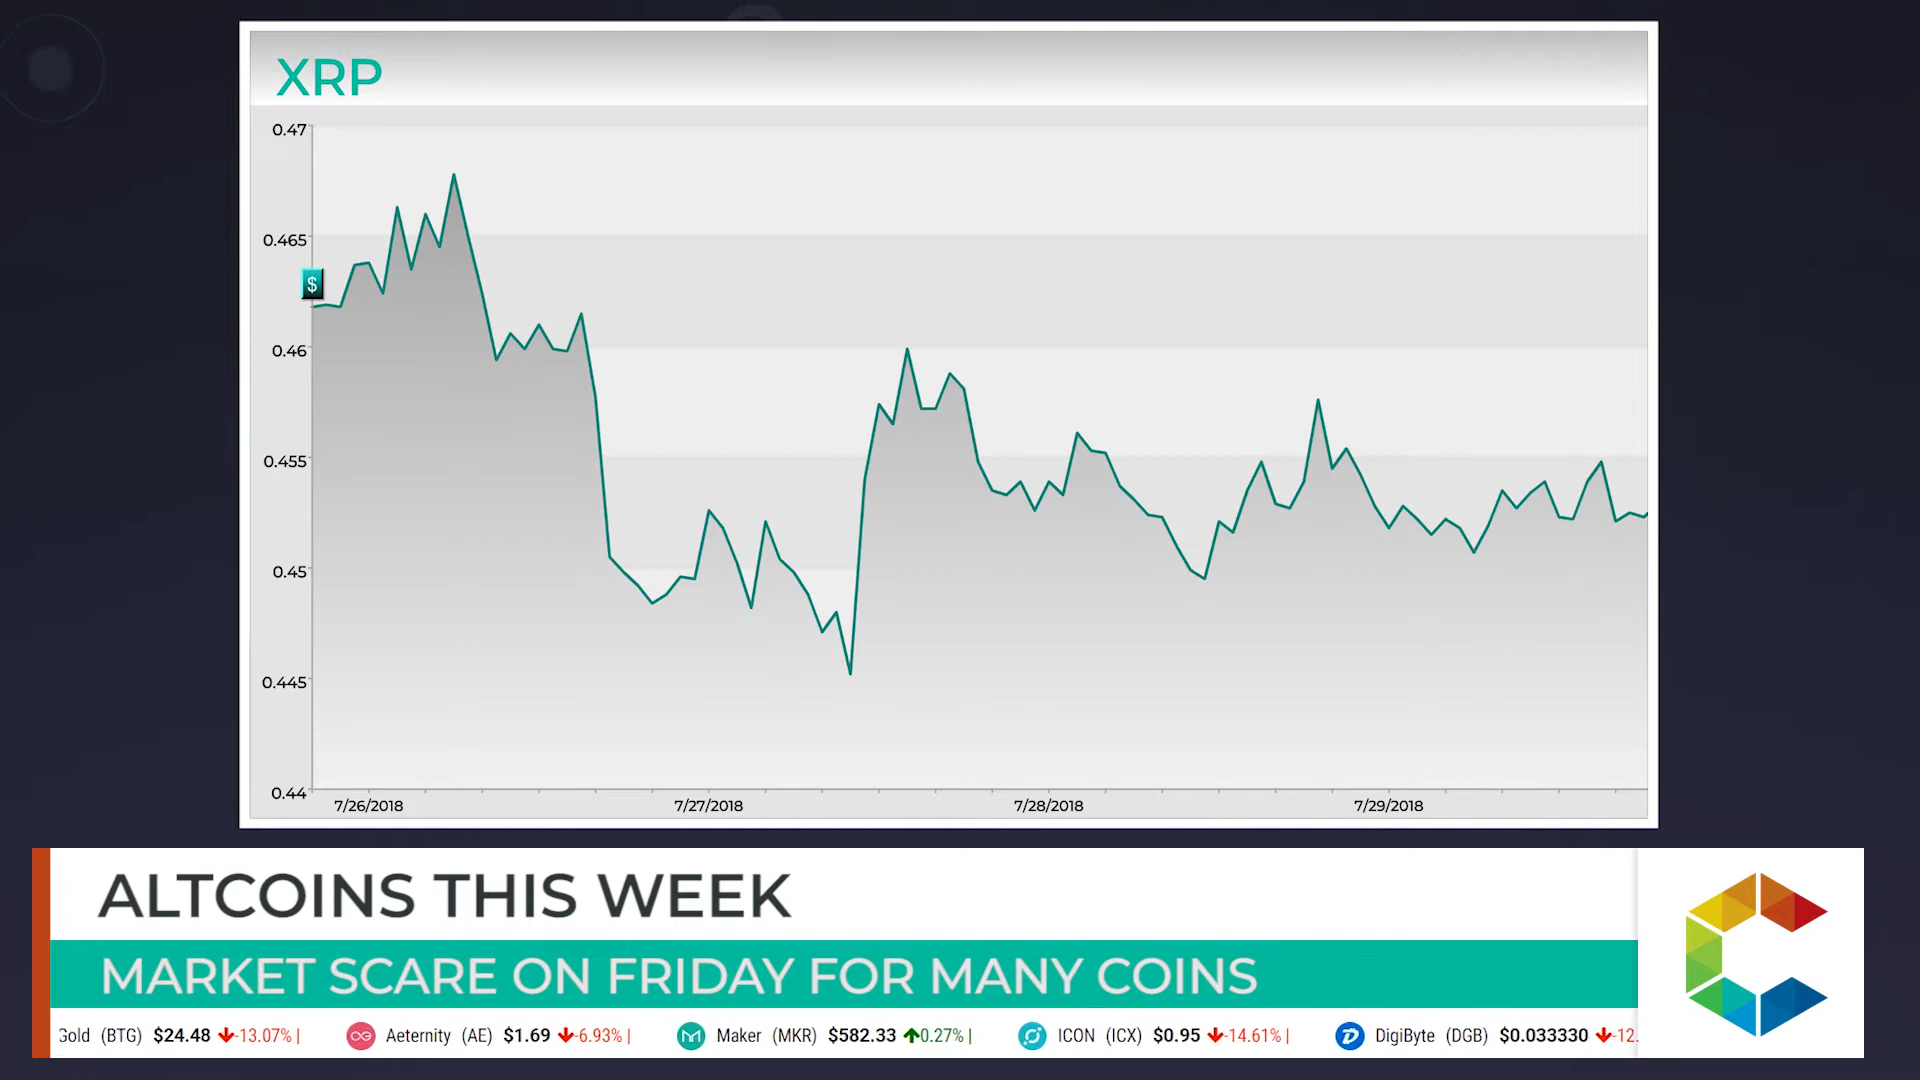 XRP
0.47
0.465
$
0.46
0.455
0.45
0.445
0.44
7/26/2018 7/27/2018 7/28/2018 7/29/2018
ALTCOINS THIS WEEK
MARKET SCARE ON FRIDAY FOR MANY COINS
Gold (BTG) $24.48 -13.07% | Aeternity (AE) $1.69 -6.93% | Maker (MKR) $582.33 0.27% | ICON (ICX) $0.95 -14.61% | DigiByte (DGB) $0.033330 -12.